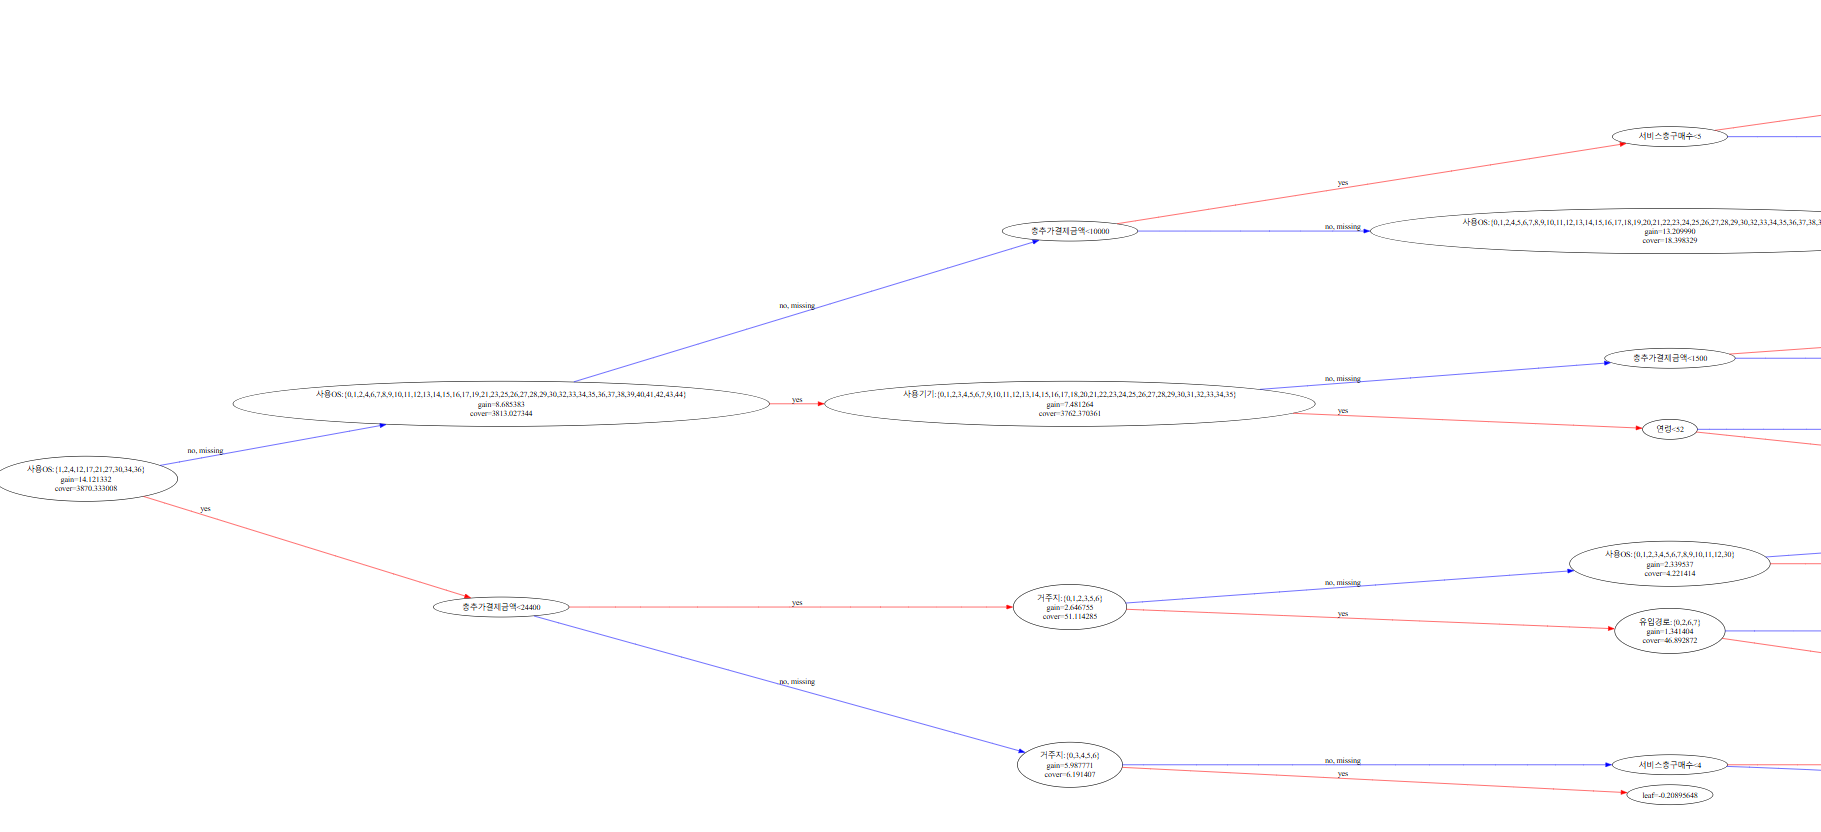 서비스총구매수<5
yes
총추가결제금액<10000
no, missing
사용OS:{0,1,2,4,5,6,7,8,9,10,11,12,13,14,15,16,17,18,19,20,21,22,23,24,25,26,27,28,29,30,32,33,34,35,36,37,38,3
gain=13.209990
cover=18.398329
no, missing
총추가결제금액<1500
no, missing
사용OS:{0,1,2,4,6,7,8,9,10,11,12,13,14,15,16,17,19,21,23,25,26,27,28,29,30,32,33,34,35,36,37,38,39,40,41,42,43,44}
gain=8.685383
cover=3813.027344
yes
사용기기:{0,1,2,3,4,5,6,7,9,10,11,12,13,14,15,16,17,18,20,21,22,23,24,25,26,27,28,29,30,31,32,33,34,35}
gain=7.481264
cover=3762.370361
yes
연령<52
no, missing
사용OS:{1,2,4,12,17,21,27,30,34,36}
gain=14.121332
cover=3870.333008
yes
사용OS:{0,1,2,3,4,5,6,7,8,9,10,11,12,30}
gain=2.339537
cover=4.221414
no, missing
총추가결제금액<24400
yes
거주지:{0,1,2,3,5,6}
gain=2.646755
cover=51.114285
yes
유입경로:{0,2,6,7}
gain=1.341404
cover=46.892872
no, missing
거주지:{0,3,4,5,6}
gain=5.987771
cover=6.191407
no, missing
서비스총구매수<4
yes
leaf=-0.20895648